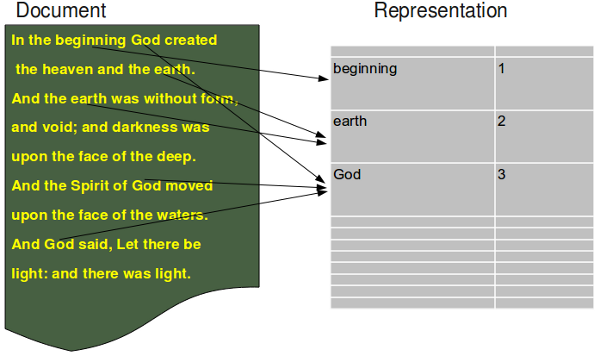 Document
Representation
In the beginning God created
the heaven and the earth.
And the earth was without form,
and void; and darkness was
upon the face of the deep.
And the Spirit of God moved
upon the face of the waters.
And God said, Let there be
light: and there was light.
beginning 1
earth 2
God 3